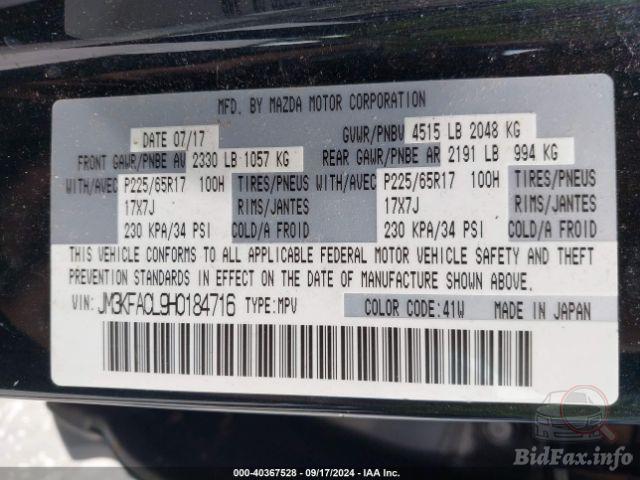 MFD. BY MAZDA MOTOR CORPORATION
DATE 07/17 GVWR/PNBV 4515 LB 2048 KG
FRONT GAWR/PNBE AV 2330 LB 1057 KG REAR GAWR/PNBE AR 2191 LB 994 KG
WITH/AVEC P225/65R17 100H TIRES/PNEUS WITH/AVEC P225/65R17 100H TIRES/PNEUS
17X7J RIMS/JANTES 17X7J RIMS/JANTES
230 KPA/34 PSI COLD/A FROID 230 KPA/34 PSI COLD/A FROID
THIS VEHICLE CONFORMS TO ALL APPLICABLE FEDERAL MOTOR VEHICLE SAFETY AND THEFT
PREVENTION STANDARDS IN EFFECT ON THE DATE OF MANUFACTURE SHOWN ABOVE.
VIN: JM3KFACL9H0184716 TYPE:MPV COLOR CODE:41W MADE IN JAPAN
BidFax.info
000-40367528 - 09/17/2024 - IAA Inc.